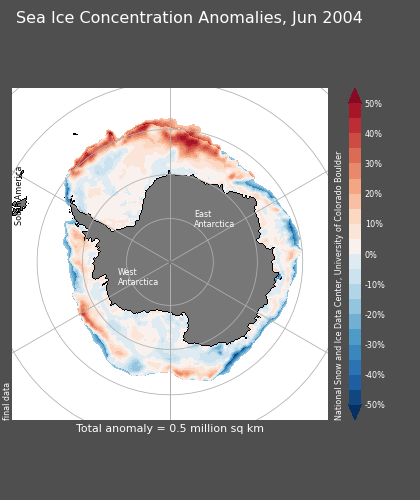 Sea Ice Concentration Anomalies, Jun 2004
South America
East
Antarctica
West
Antarctica
50%
40%
30%
20%
10%
0%
-10%
-20%
-30%
-40%
-50%
National Snow and Ice Data Center, University of Colorado Boulder
final data
Total anomaly = 0.5 million sq km